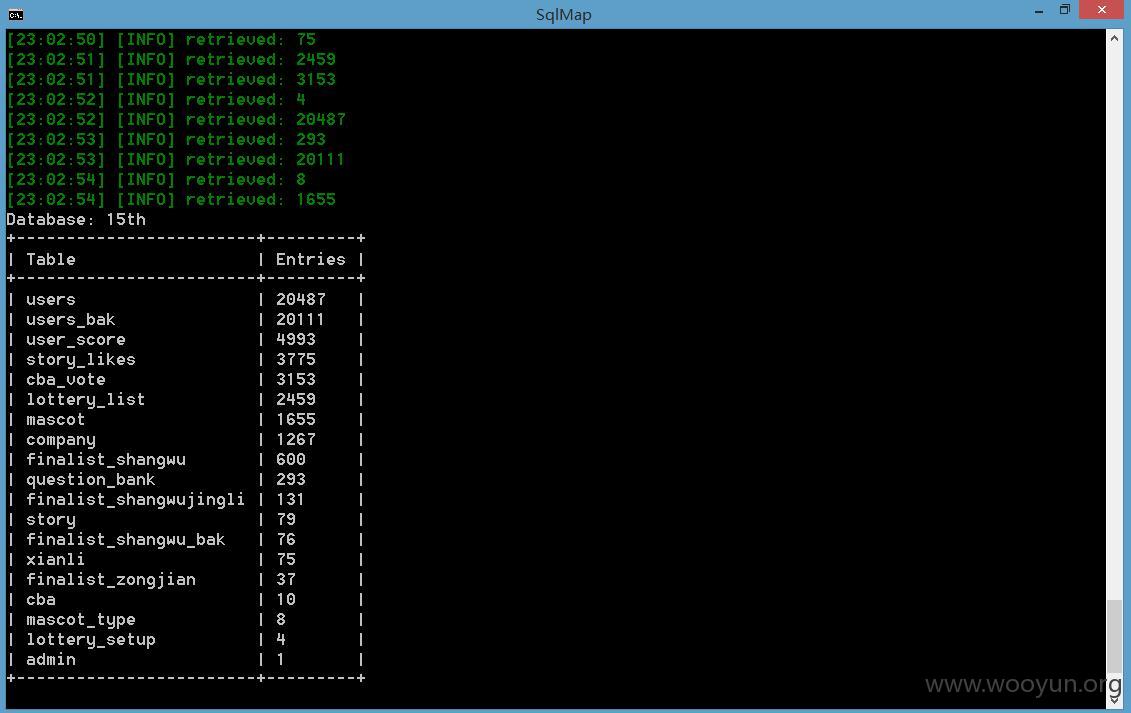 SqlMap
[23:02:50] [INFO] retrieved: 75
[23:02:51] [INFO] retrieved: 2459
[23:02:51] [INFO] retrieved: 3153
[23:02:52] [INFO] retrieved: 4
[23:02:52] [INFO] retrieved: 20487
[23:02:53] [INFO] retrieved: 293
[23:02:53] [INFO] retrieved: 20111
[23:02:54] [INFO] retrieved: 8
[23:02:54] [INFO] retrieved: 1655
Database: 15th
+-------------------------+---------+
| Table                   | Entries |
+-------------------------+---------+
| users                   | 20487   |
| users_bak               | 20111   |
| user_score              | 4993    |
| story_likes             | 3775    |
| cba_vote                | 3153    |
| lottery_list            | 2459    |
| mascot                  | 1655    |
| company                 | 1267    |
| finalist_shangwu        | 600     |
| question_bank           | 293     |
| finalist_shangwujingli  | 131     |
| story                   | 79      |
| finalist_shangwu_bak    | 76      |
| xianli                  | 75      |
| finalist_zongjian       | 37      |
| cba                     | 10      |
| mascot_type             | 8       |
| lottery_setup           | 4       |
| admin                   | 1       |
+-------------------------+---------+
www.wooyun.org